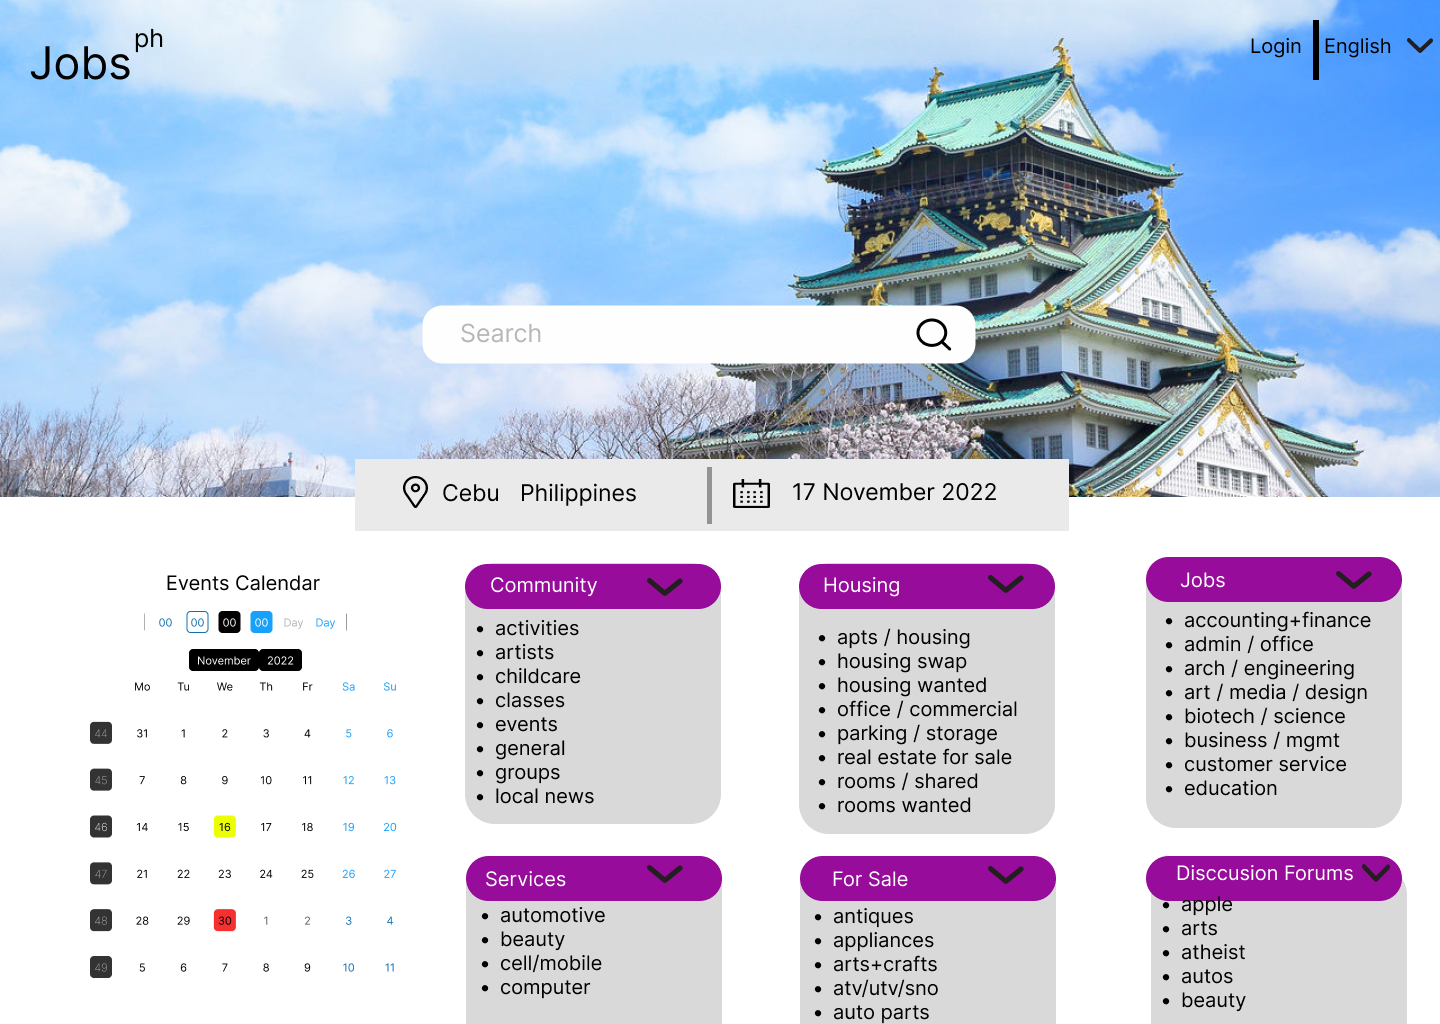 Jobs ph
Login English
Search
Cebu Philippines
17 November 2022
Events Calendar
00 00 00 00 Day Day
November 2022
Mo Tu We Th Fr Sa Su
44 31 1 2 3 4 5 6
45 7 8 9 10 11 12 13
46 14 15 16 17 18 19 20
47 21 22 23 24 25 26 27
48 28 29 30 1 2 3 4
49 5 6 7 8 9 10 11
Community
activities
artists
childcare
classes
events
general
groups
local news
Housing
apts / housing
housing swap
housing wanted
office / commercial
parking / storage
real estate for sale
rooms / shared
rooms wanted
Jobs
accounting+finance
admin / office
arch / engineering
art / media / design
biotech / science
business / mgmt
customer service
education
Services
automotive
beauty
cell/mobile
computer
For Sale
antiques
appliances
arts+crafts
atv/utv/sno
auto parts
Disccusion Forums
apple
arts
atheist
autos
beauty